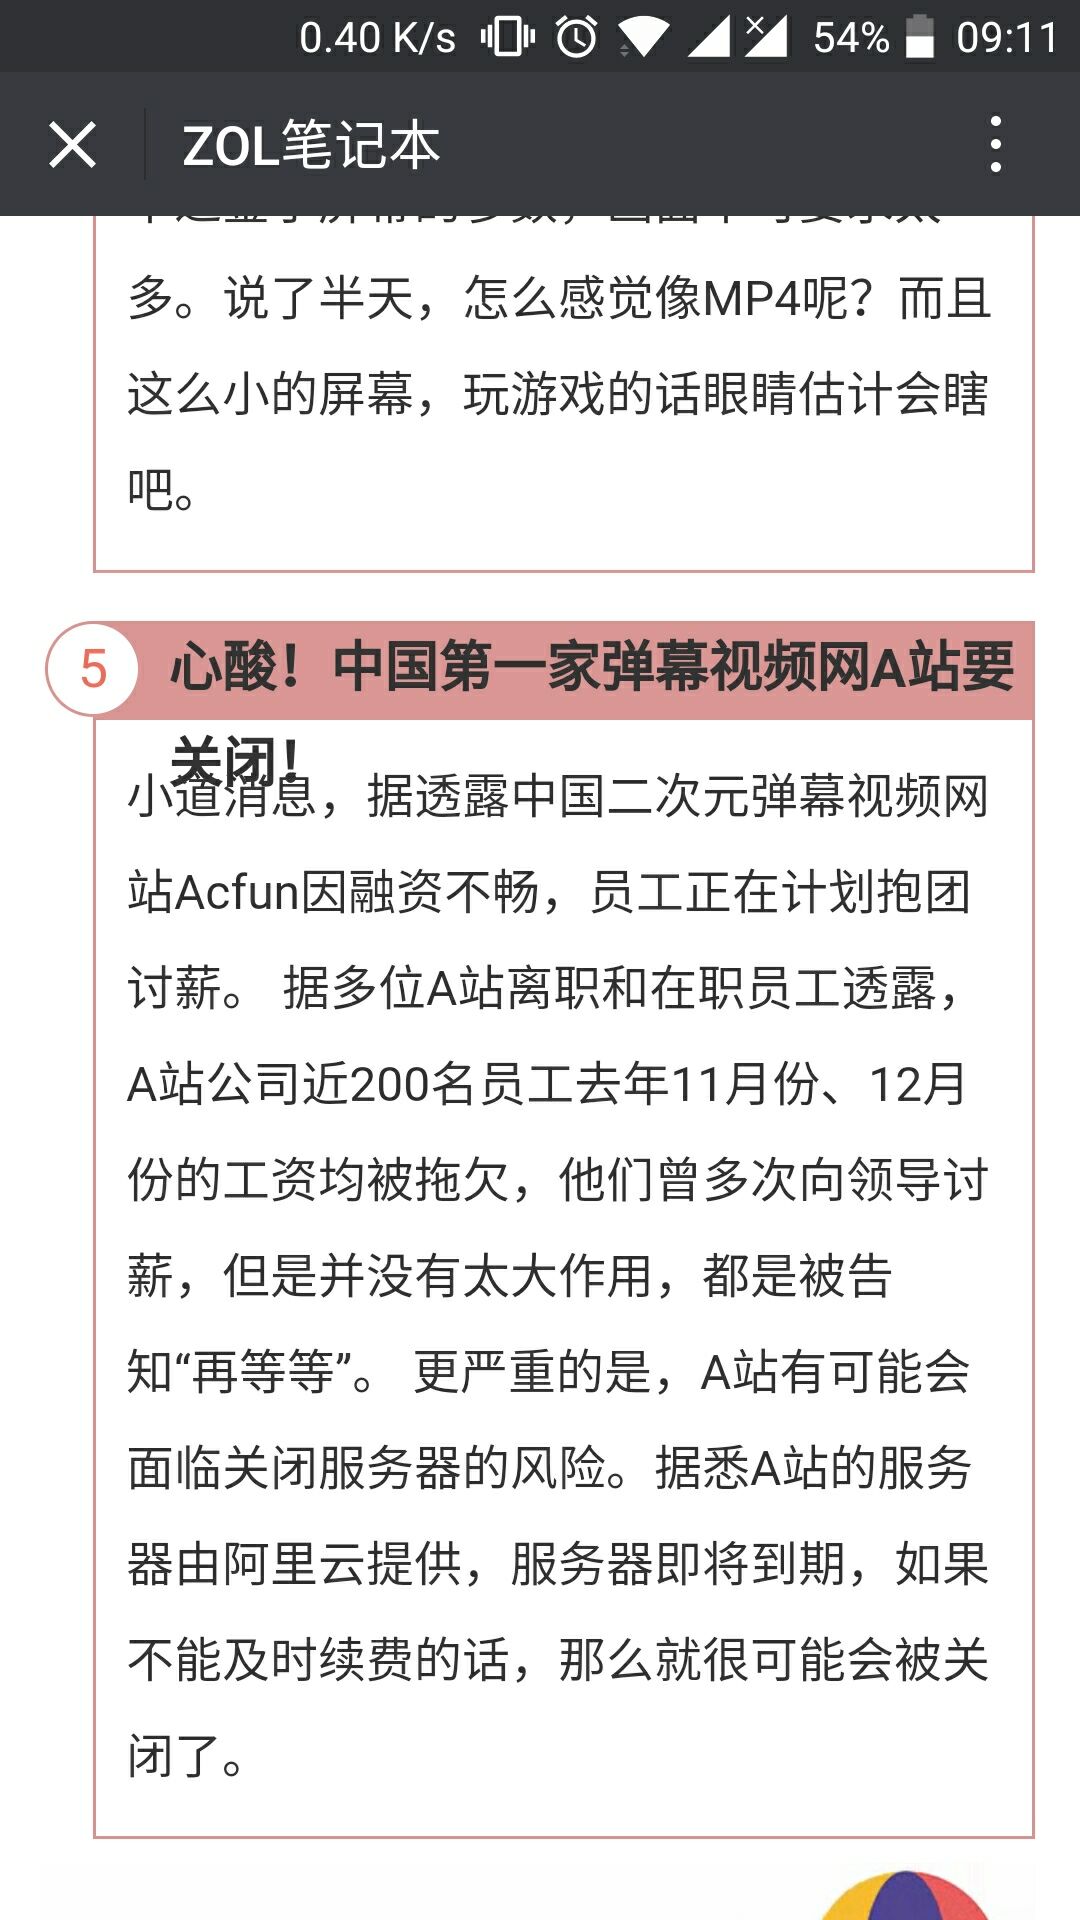 0.40 K/s 54% 09:11
ZOL笔记本
多。说了半天，怎么感觉像MP4呢？而且
这么小的屏幕，玩游戏的话眼睛估计会瞎
吧。
5 心酸！中国第一家弹幕视频网A站要
关闭！
小道消息，据透露中国二次元弹幕视频网
站Acfun因融资不畅，员工正在计划抱团
讨薪。 据多位A站离职和在职员工透露，
A站公司近200名员工去年11月份、12月
份的工资均被拖欠，他们曾多次向领导讨
薪，但是并没有太大作用，都是被告
知“再等等”。 更严重的是，A站有可能会
面临关闭服务器的风险。据悉A站的服务
器由阿里云提供，服务器即将到期，如果
不能及时续费的话，那么就很可能会被关
闭了。